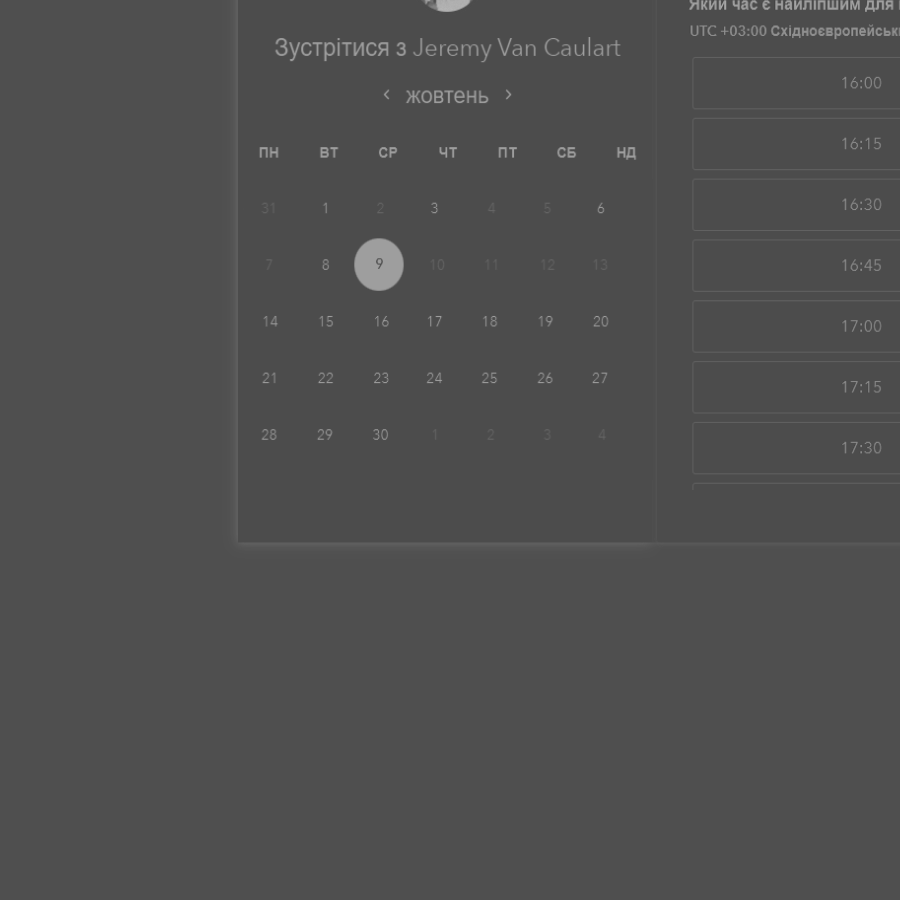 Зустрітися з Jeremy Van Caulart
жовтень
ПН ВТ СР ЧТ ПТ СБ НД
31 1 2 3 4 5 6
7 8 9 10 11 12 13
14 15 16 17 18 19 20
21 22 23 24 25 26 27
28 29 30 1 2 3 4
Який час є найліпшим для
UTC +03:00
16:00
16:15
16:30
16:45
17:00
17:15
17:30